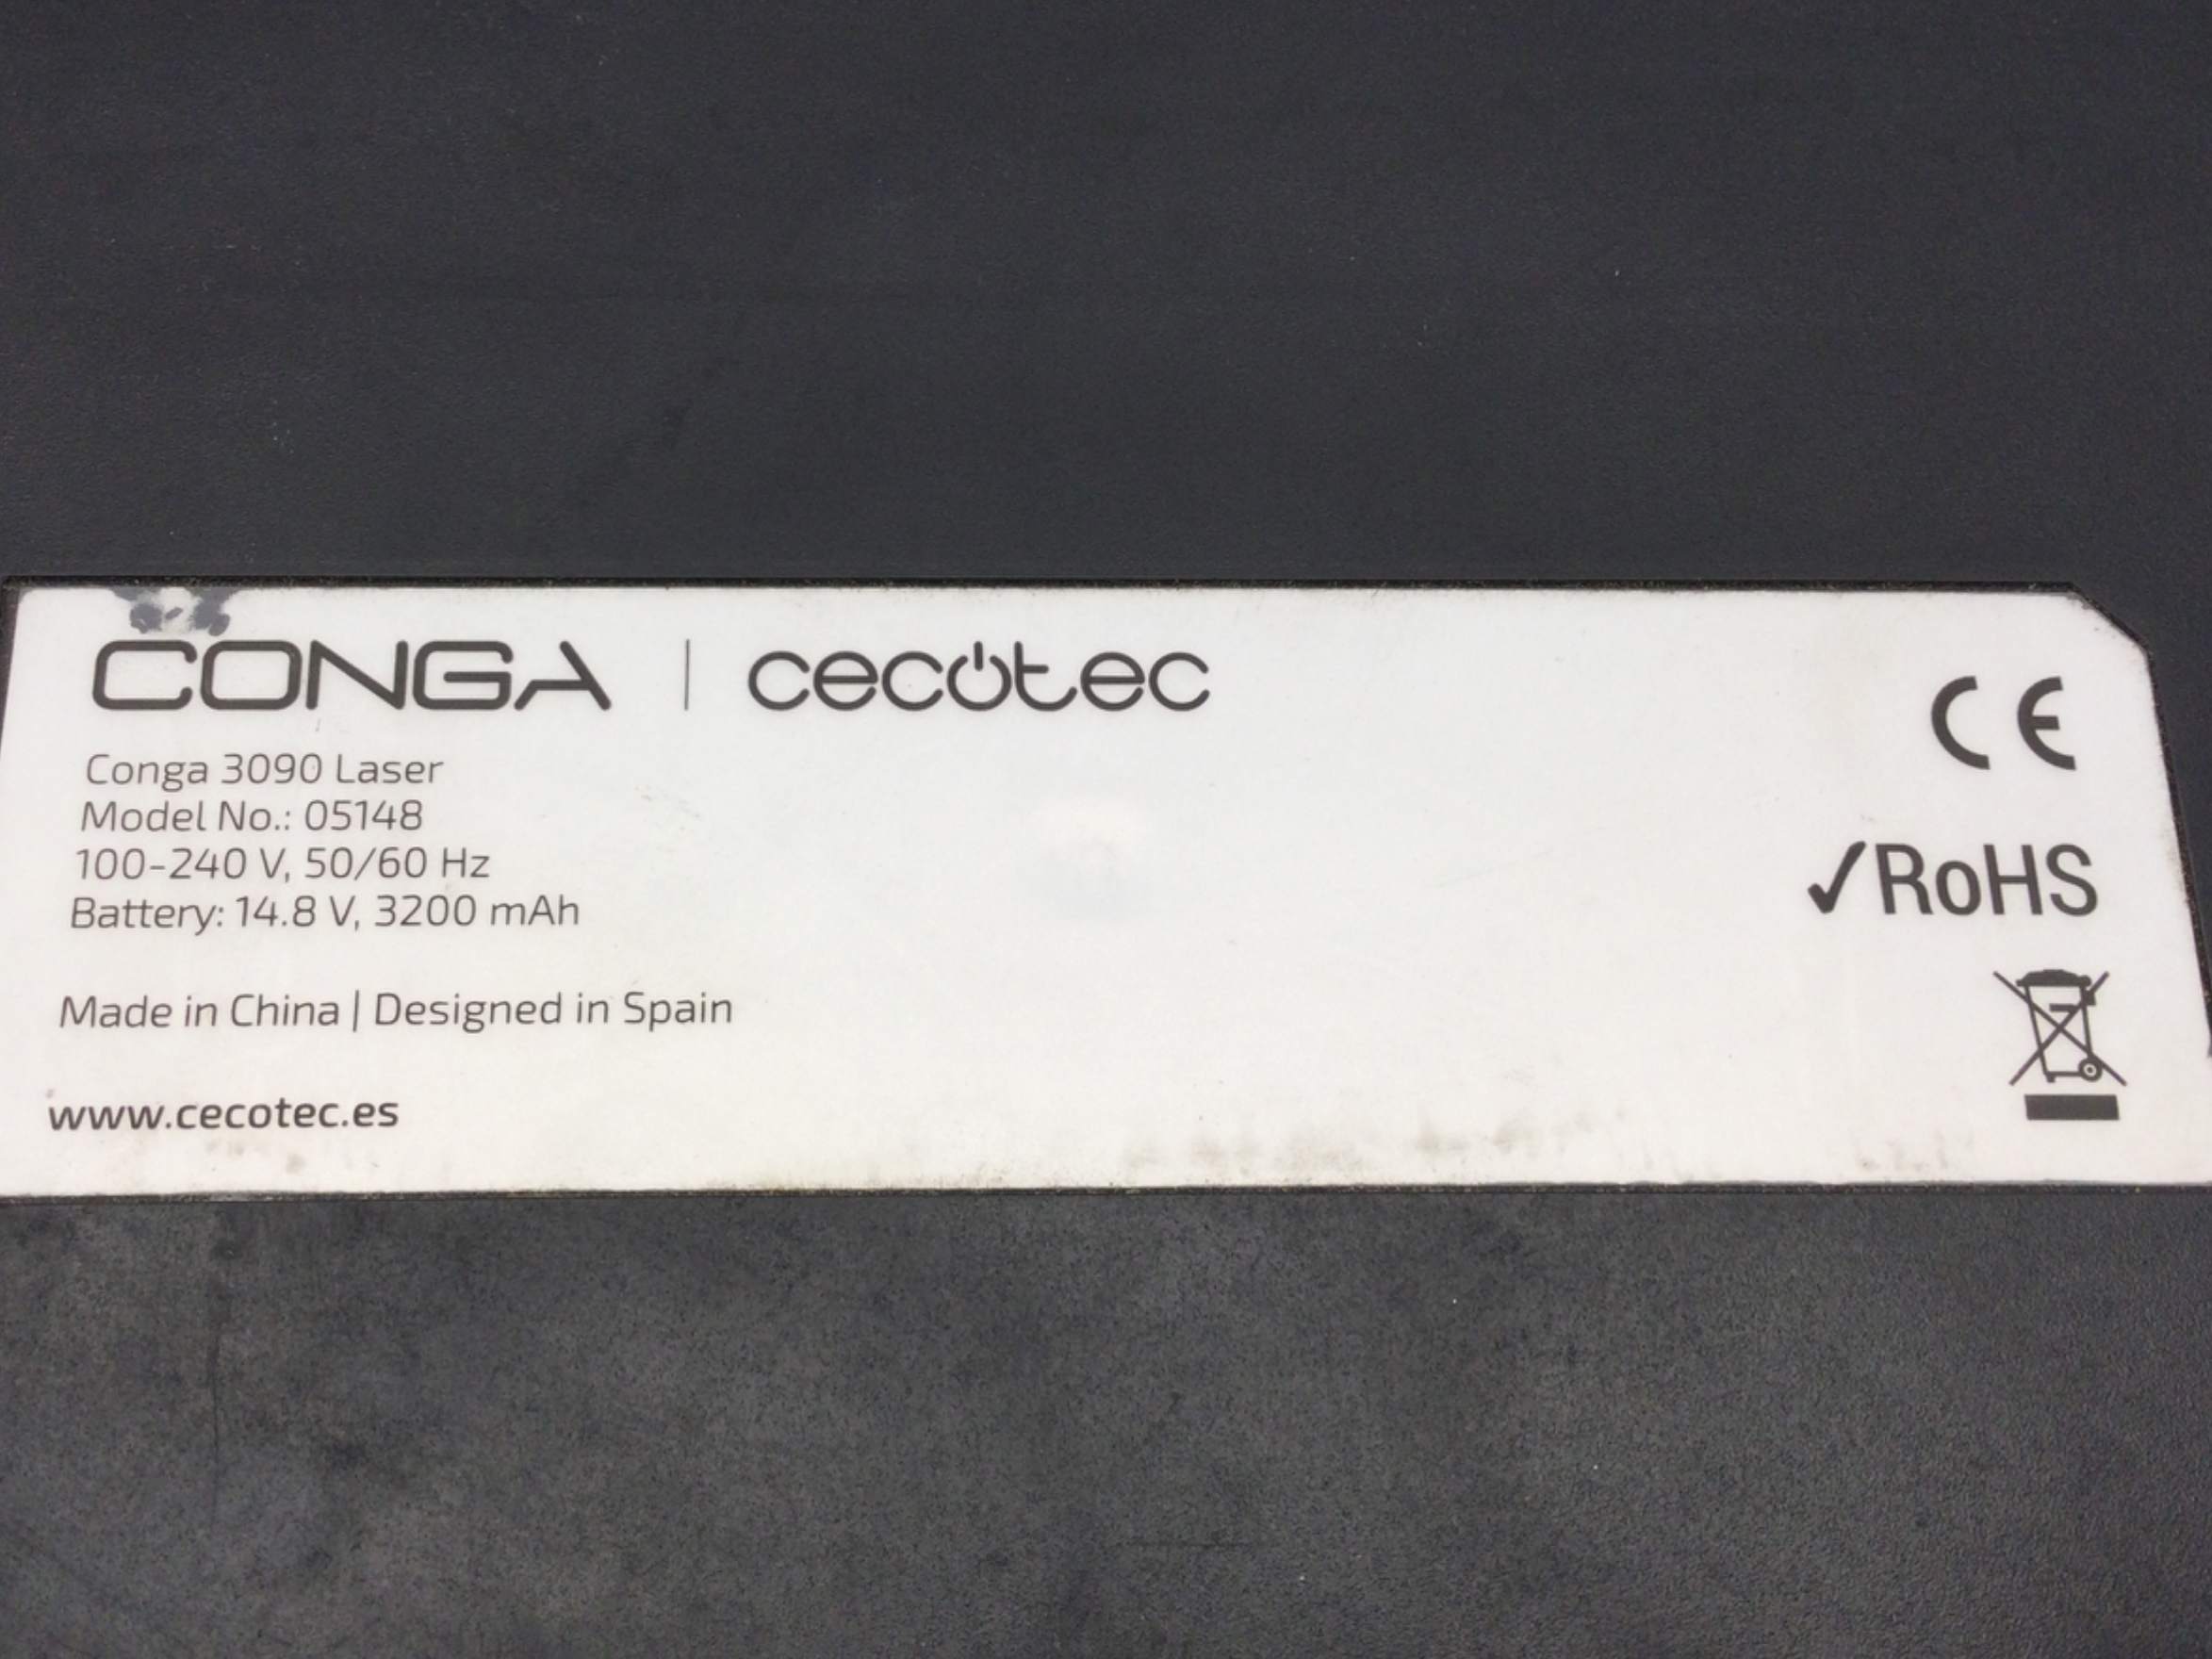 CONGA | cecotec
Conga 3090 Laser
Model No.: 05148
100-240 V, 50/60 Hz
Battery: 14.8 V, 3200 mAh
Made in China | Designed in Spain
www.cecotec.es
CE
✓RoHS